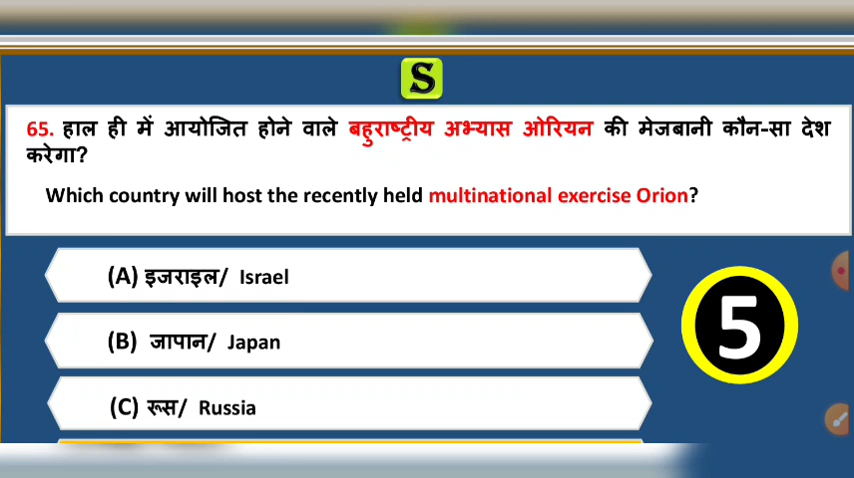 S
65. हाल ही में आयोजित होने वाले बहुराष्ट्रीय अभ्यास ओरियन की मेजबानी कौन-सा देश
करेगा?
Which country will host the recently held multinational exercise Orion?
(A) इजराइल/ Israel
(B) जापान/ Japan
5
(C) रूस/ Russia